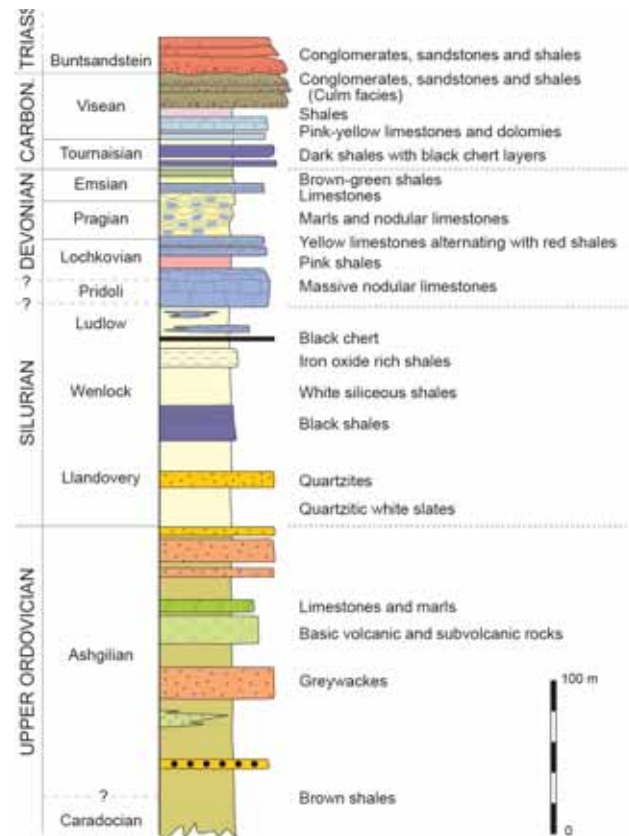 TRIASS
Buntsandstein
Conglomerates, sandstones and shales
CARBON.
Visean
Conglomerates, sandstones and shales
(Culm facies)
Shales
Pink-yellow limestones and dolomies
Tournaisian
Dark shales with black chert layers
DEVONIAN
Emsian
Brown-green shales
Limestones
Pragian
Marls and nodular limestones
Lochkovian
Yellow limestones alternating with red shales
Pink shales
?
?
Pridoli
Massive nodular limestones
SILURIAN
Ludlow
Black chert
Iron oxide rich shales
Wenlock
White siliceous shales
Black shales
Llandovery
Quartzites
Quartzitic white slates
UPPER ORDOVICIAN
Ashgilian
Limestones and marls
Basic volcanic and subvolcanic rocks
Greywackes
100 m
?
Brown shales
Caradocian
0